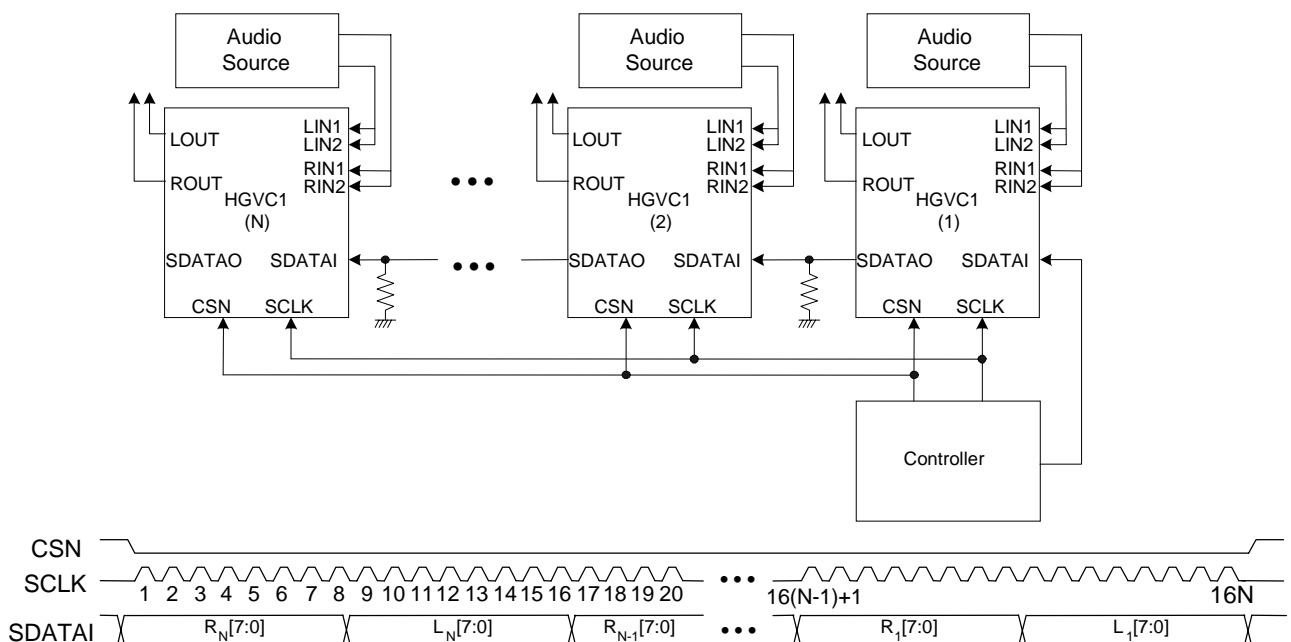 Audio
Source
Audio
Source
Audio
Source
LOUT
LIN1
LIN2
ROUT
RIN1
RIN2
HGVC1
(N)
SDATAO SDATAI
CSN SCLK
•••
•••
LOUT
LIN1
LIN2
ROUT
RIN1
RIN2
HGVC1
(2)
SDATAO SDATAI
CSN SCLK
LOUT
LIN1
LIN2
ROUT
RIN1
RIN2
HGVC1
(1)
SDATAO SDATAI
CSN SCLK
Controller
CSN
SCLK
1 2 3 4 5 6 7 8 9 10 11 12 13 14 15 16 17 18 19 20 ••• 16(N-1)+1 16N
SDATAI R_N[7:0] L_N[7:0] R_N-1[7:0] ••• R_1[7:0] L_1[7:0]